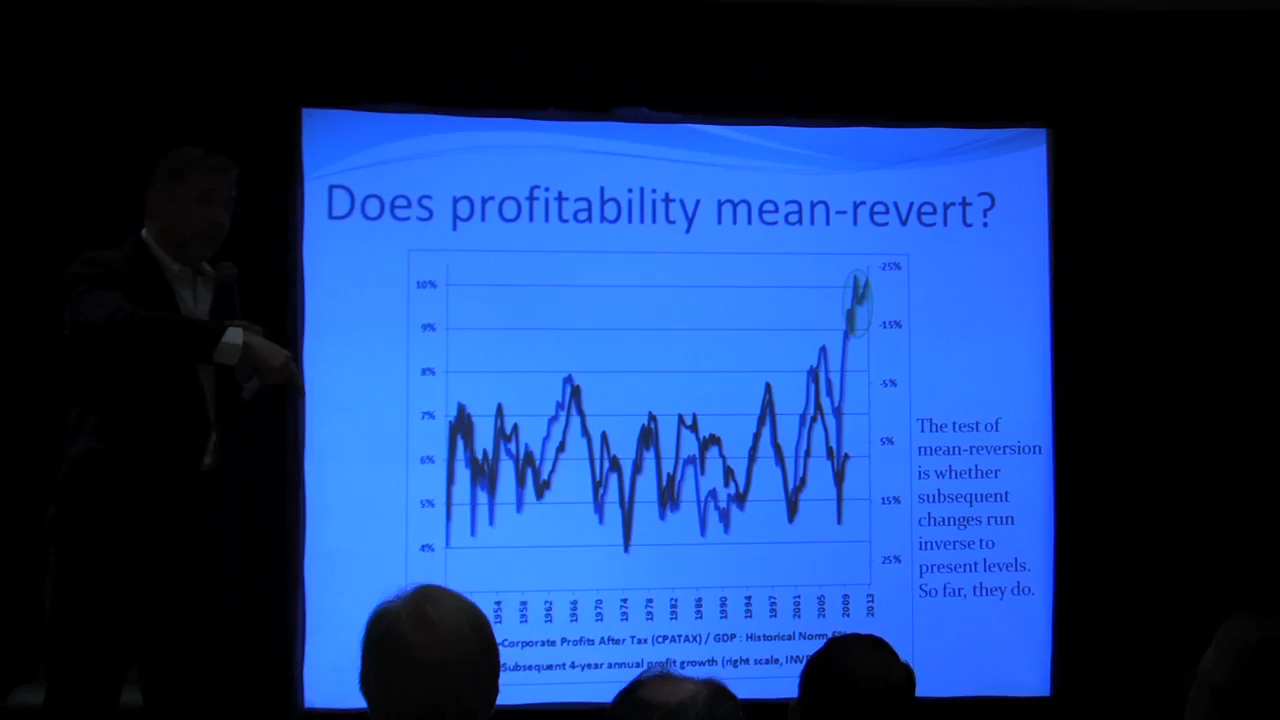 Does profitability mean-revert?
10%
9%
8%
7%
6%
5%
4%
-25%
-15%
-5%
5%
15%
25%
The test of
mean-reversion
is whether
subsequent
changes run
inverse to
present levels.
So far, they do.
1954 1958 1962 1966 1970 1974 1978 1982 1986 1990 1994 1997 2001 2005 2009 2013
Corporate Profits After Tax (CPATAX) / GDP : Historical Norm
Subsequent 4-year annual profit growth (right scale,